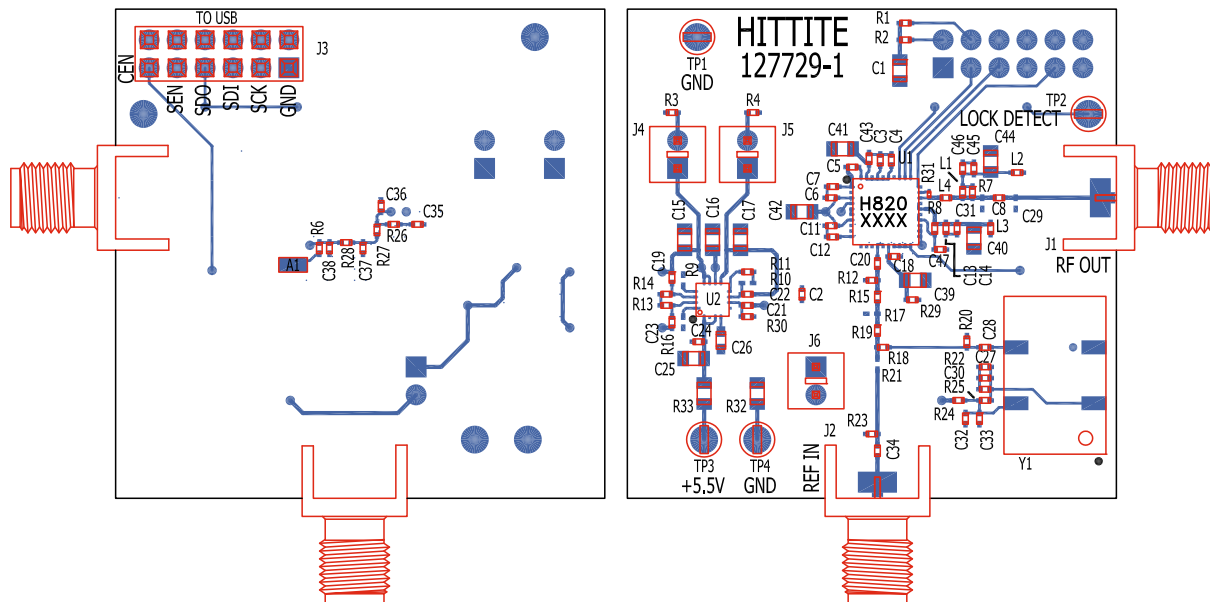 TO USB
J3
CEN
SEN
SDO
SDI
SCK
GND
C36
R6
R26
C35
A1
C38
R28
C37
R27
HITTITE
127729-1
TP1
GND
R1
R2
C1
TP2
LOCK DETECT
R3
R4
J4
J5
C41
C43
C3
C4
U1
C5
C7
C6
C42
C11
C12
H820
XXXX
R31
L1
C46
C45
C44
L2
L4
R7
R8
C31
C8
C29
L3
C40
J1
RF OUT
C47
C13
C14
C15
C16
C17
C19
R9
R11
R10
R14
R13
U2
C22
C21
R30
C2
C23
R16
C24
C25
C26
C20
C18
R12
R15
C39
R29
R17
R19
R18
R21
R20
C28
R22
C27
C30
R25
R24
C32
C33
Y1
J6
R33
R32
TP3
+5.5V
TP4
GND
J2
REF IN
R23
C34